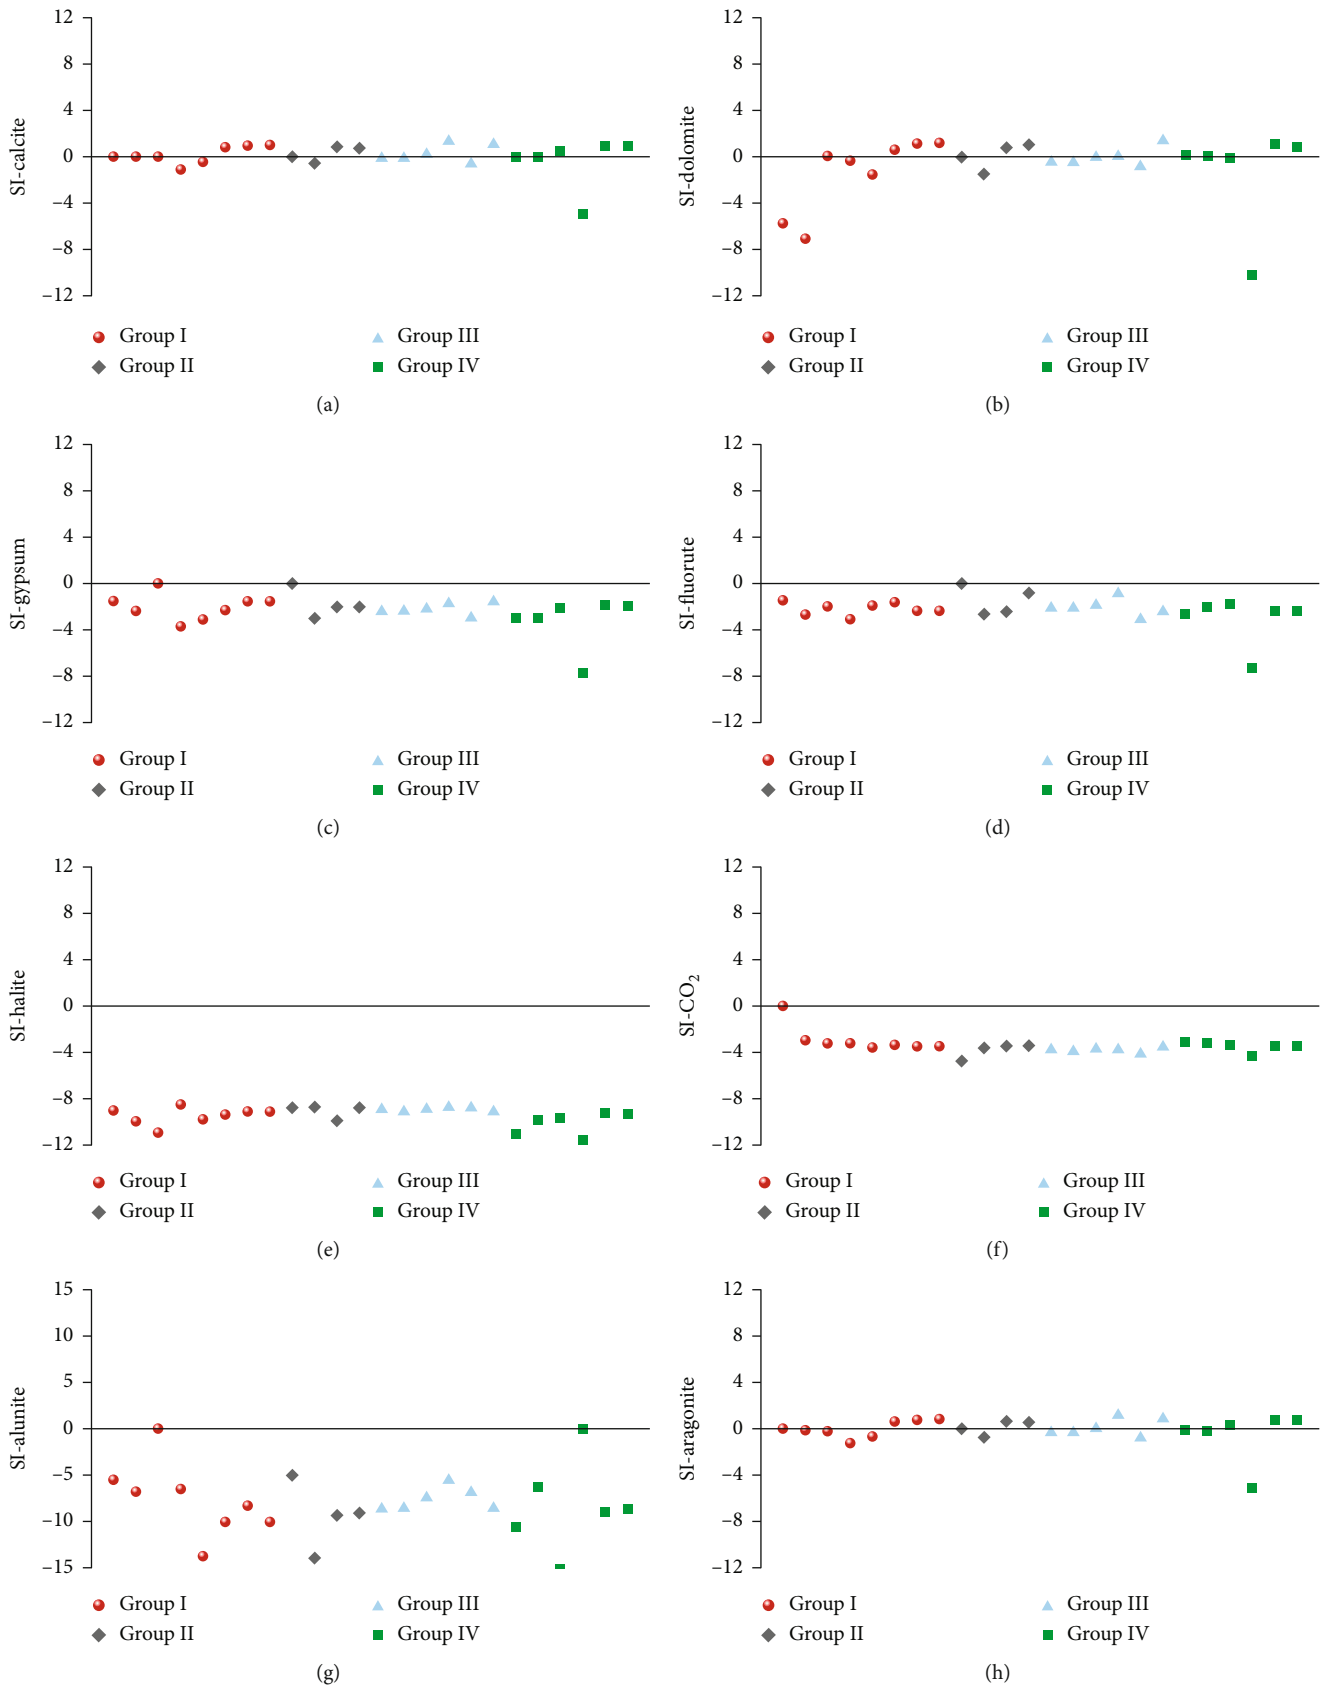 12
8
4
0
−4
−8
−12
SI-calcite
Group I
Group II
Group III
Group IV
(a)
12
8
4
0
−4
−8
−12
SI-dolomite
Group I
Group II
Group III
Group IV
(b)
12
8
4
0
−4
−8
−12
SI-gypsum
Group I
Group II
Group III
Group IV
(c)
12
8
4
0
−4
−8
−12
SI-fluorute
Group I
Group II
Group III
Group IV
(d)
12
8
4
0
−4
−8
−12
SI-halite
Group I
Group II
Group III
Group IV
(e)
12
8
4
0
−4
−8
−12
SI-CO₂
Group I
Group II
Group III
Group IV
(f)
15
10
5
0
−5
−10
−15
SI-alunite
Group I
Group II
Group III
Group IV
(g)
12
8
4
0
−4
−8
−12
SI-aragonite
Group I
Group II
Group III
Group IV
(h)